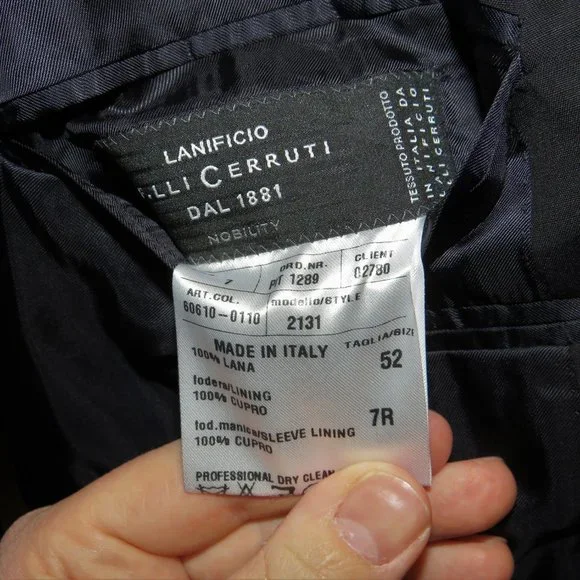 LANIFICIO
LLI CERRUTI
DAL 1881
NOBILITY
TESSUTO PRODOTTO
IN ITALIA DA
LANIFICIO
CERRUTI
ORD.NR. CLIENT
P/T 1289 02780
ART.COL. modello/STYLE
60610-0110 2131
MADE IN ITALY TAGLIA/SIZE
100% LANA 52
fodera/LINING
100% CUPRO 7R
fod.manica/SLEEVE LINING
100% CUPRO
PROFESSIONAL DRY CLEAN